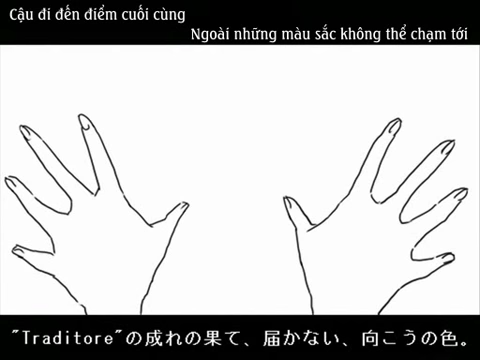 Cậu đi đến điểm cuối cùng
Ngoài những màu sắc không thể chạm tới
"Traditore"の成れの果て、届かない、向こうの色。